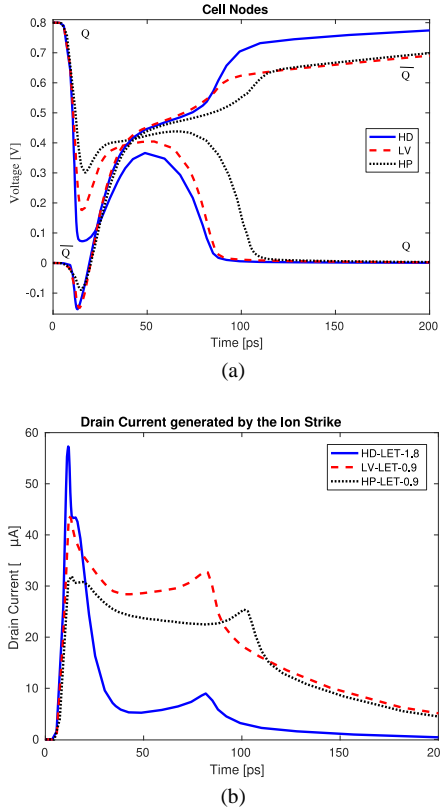 Cell Nodes
0.8
0.7
0.6
0.5
0.4
0.3
0.2
0.1
0
-0.1
Voltage [V]
Q
Q
HD
LV
HP
Q
Q
0
50
100
150
200
Time [ps]
(a)
Drain Current generated by the Ion Strike
60
50
40
30
20
10
0
Drain Current [ μA]
HD-LET-1.8
LV-LET-0.9
HP-LET-0.9
0
50
100
150
200
Time [ps]
(b)